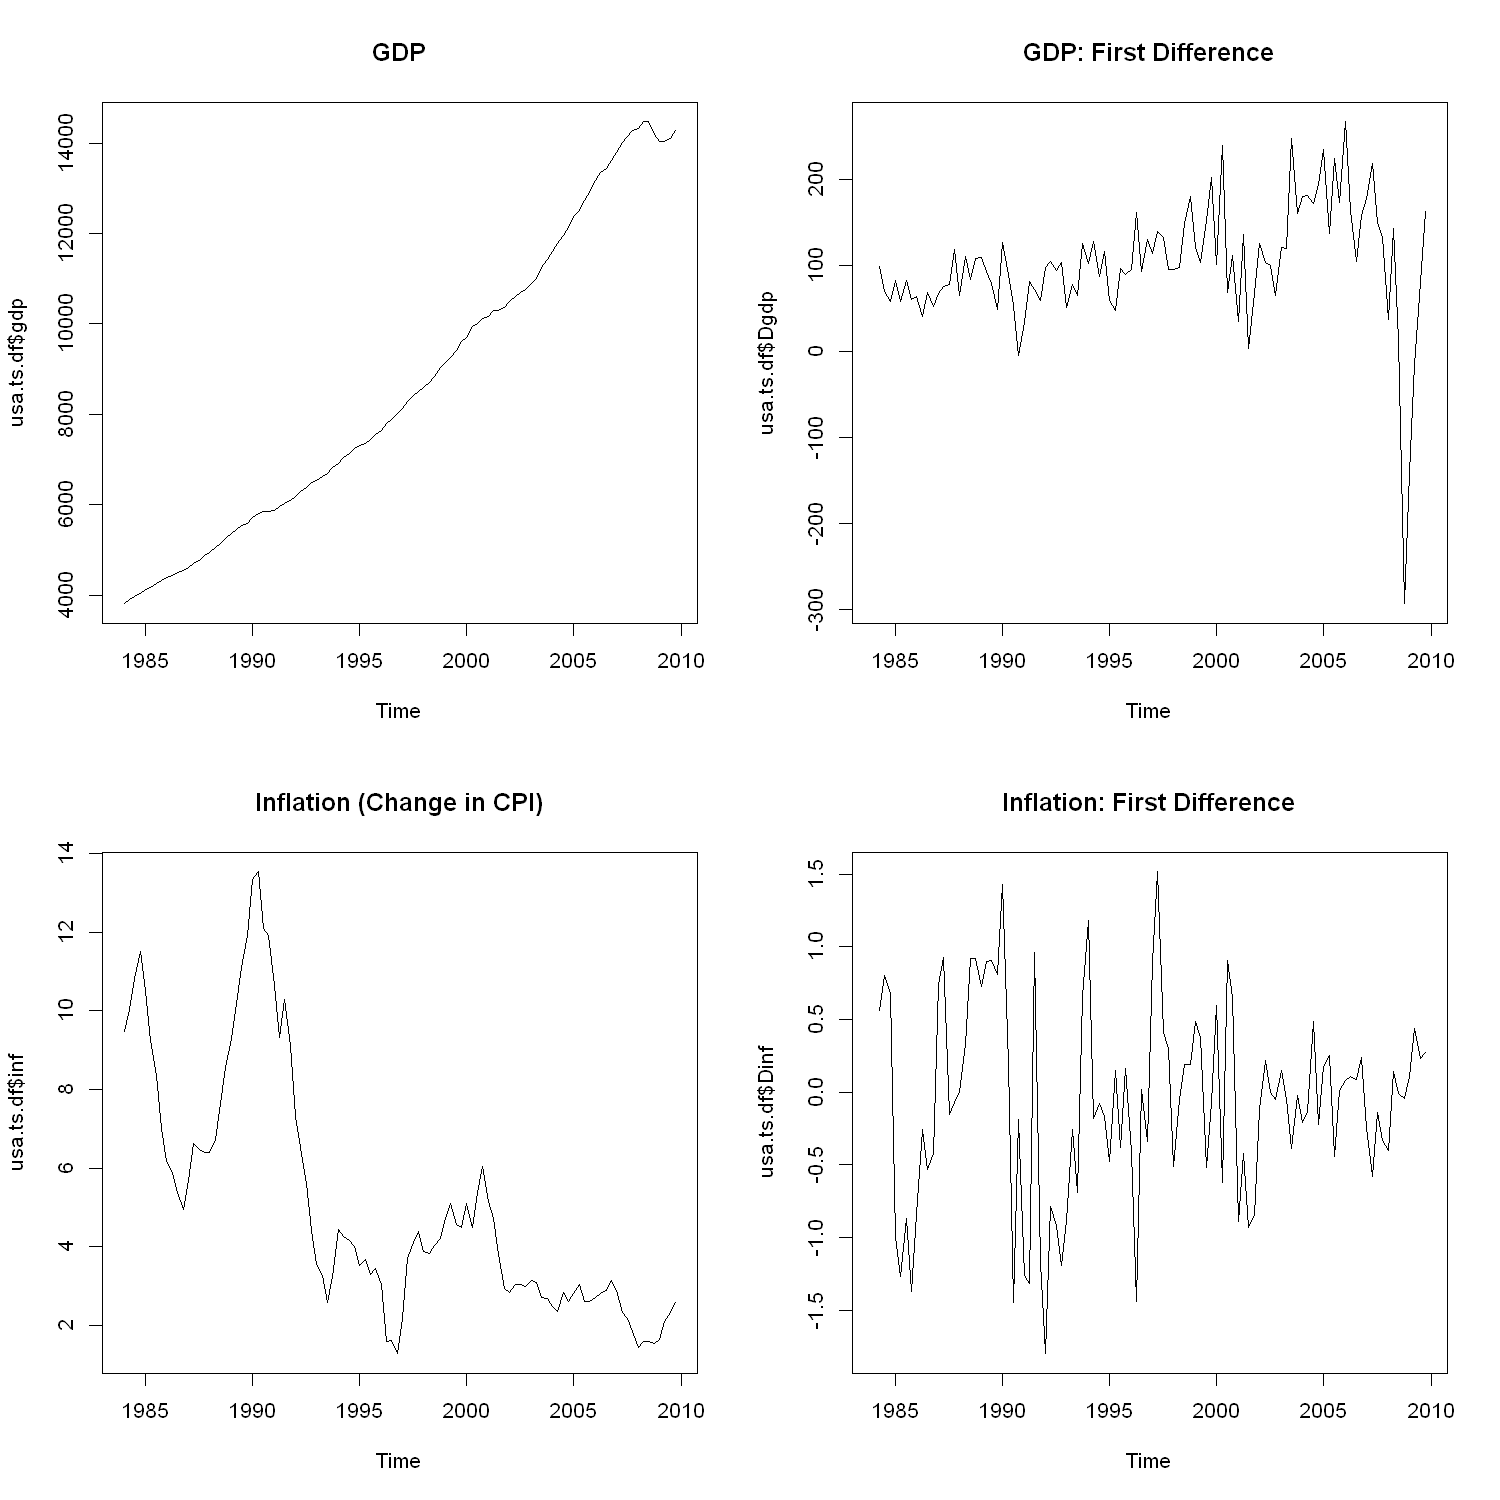 GDP
usa.ts.df$gdp
14000
12000
10000
8000
6000
4000
1985 1990 1995 2000 2005 2010
Time
GDP: First Difference
usa.ts.df$Dgdp
200
100
0
-100
-200
-300
1985 1990 1995 2000 2005 2010
Time
Inflation (Change in CPI)
usa.ts.df$inf
14
12
10
8
6
4
2
1985 1990 1995 2000 2005 2010
Time
Inflation: First Difference
usa.ts.df$Dinf
1.5
1.0
0.5
0.0
-0.5
-1.0
-1.5
1985 1990 1995 2000 2005 2010
Time